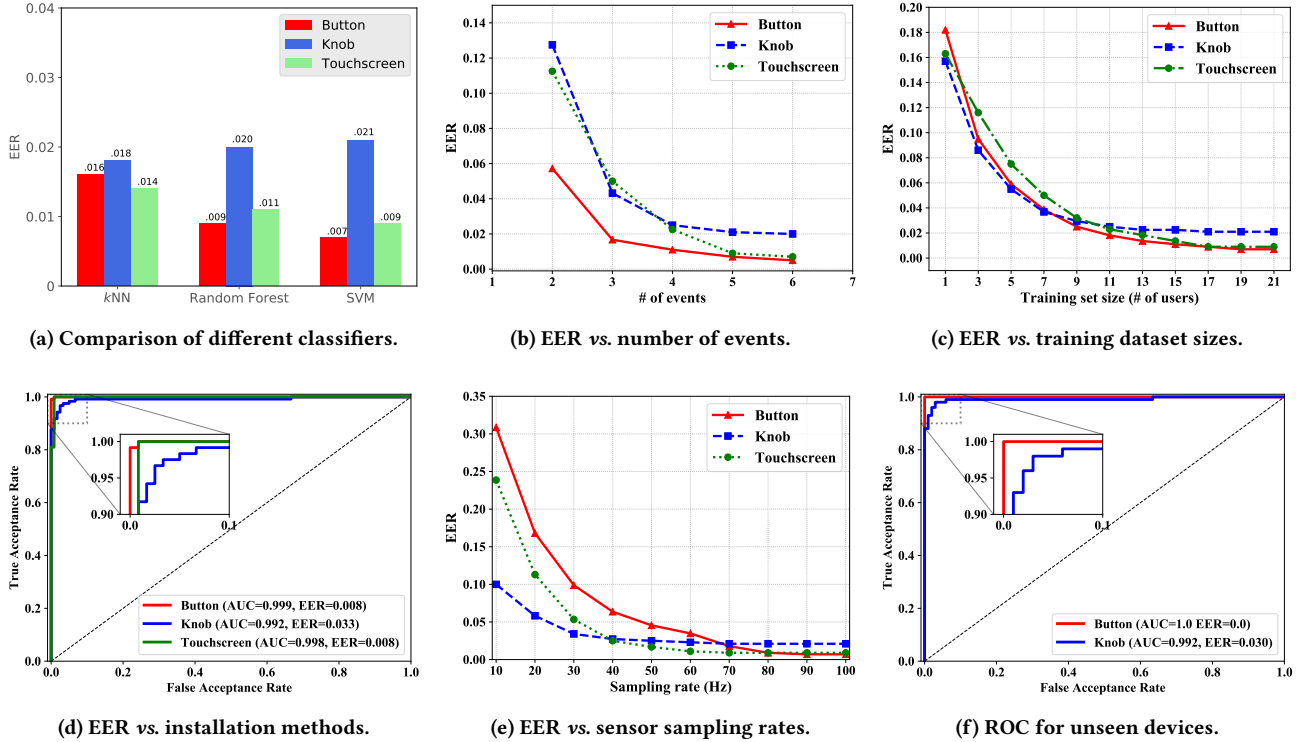 0.04
0.03
0.02
0.01
0
EER
Button
Knob
Touchscreen
.016
.018
.014
.009
.020
.011
.007
.021
.009
kNN
Random Forest
SVM
(a) Comparison of different classifiers.
0.14
0.12
0.10
0.08
0.06
0.04
0.02
0.00
EER
Button
Knob
Touchscreen
1 2 3 4 5 6 7
# of events
(b) EER vs. number of events.
0.20
0.18
0.16
0.14
0.12
0.10
0.08
0.06
0.04
0.02
0.00
EER
Button
Knob
Touchscreen
1 3 5 7 9 11 13 15 17 19 21
Training set size (# of users)
(c) EER vs. training dataset sizes.
1.0
0.8
0.6
0.4
0.2
0.0
True Acceptance Rate
1.00
0.95
0.90
0.0 0.1
Button (AUC=0.999, EER=0.008)
Knob (AUC=0.992, EER=0.033)
Touchscreen (AUC=0.998, EER=0.008)
0.0 0.2 0.4 0.6 0.8 1.0
False Acceptance Rate
(d) EER vs. installation methods.
0.35
0.30
0.25
0.20
0.15
0.10
0.05
0.00
EER
Button
Knob
Touchscreen
10 20 30 40 50 60 70 80 90 100
Sampling rate (Hz)
(e) EER vs. sensor sampling rates.
1.0
0.8
0.6
0.4
0.2
0.0
True Acceptance Rate
1.00
0.95
0.90
0.0 0.1
Button (AUC=1.0 EER=0.0)
Knob (AUC=0.992, EER=0.030)
0.0 0.2 0.4 0.6 0.8 1.0
False Acceptance Rate
(f) ROC for unseen devices.